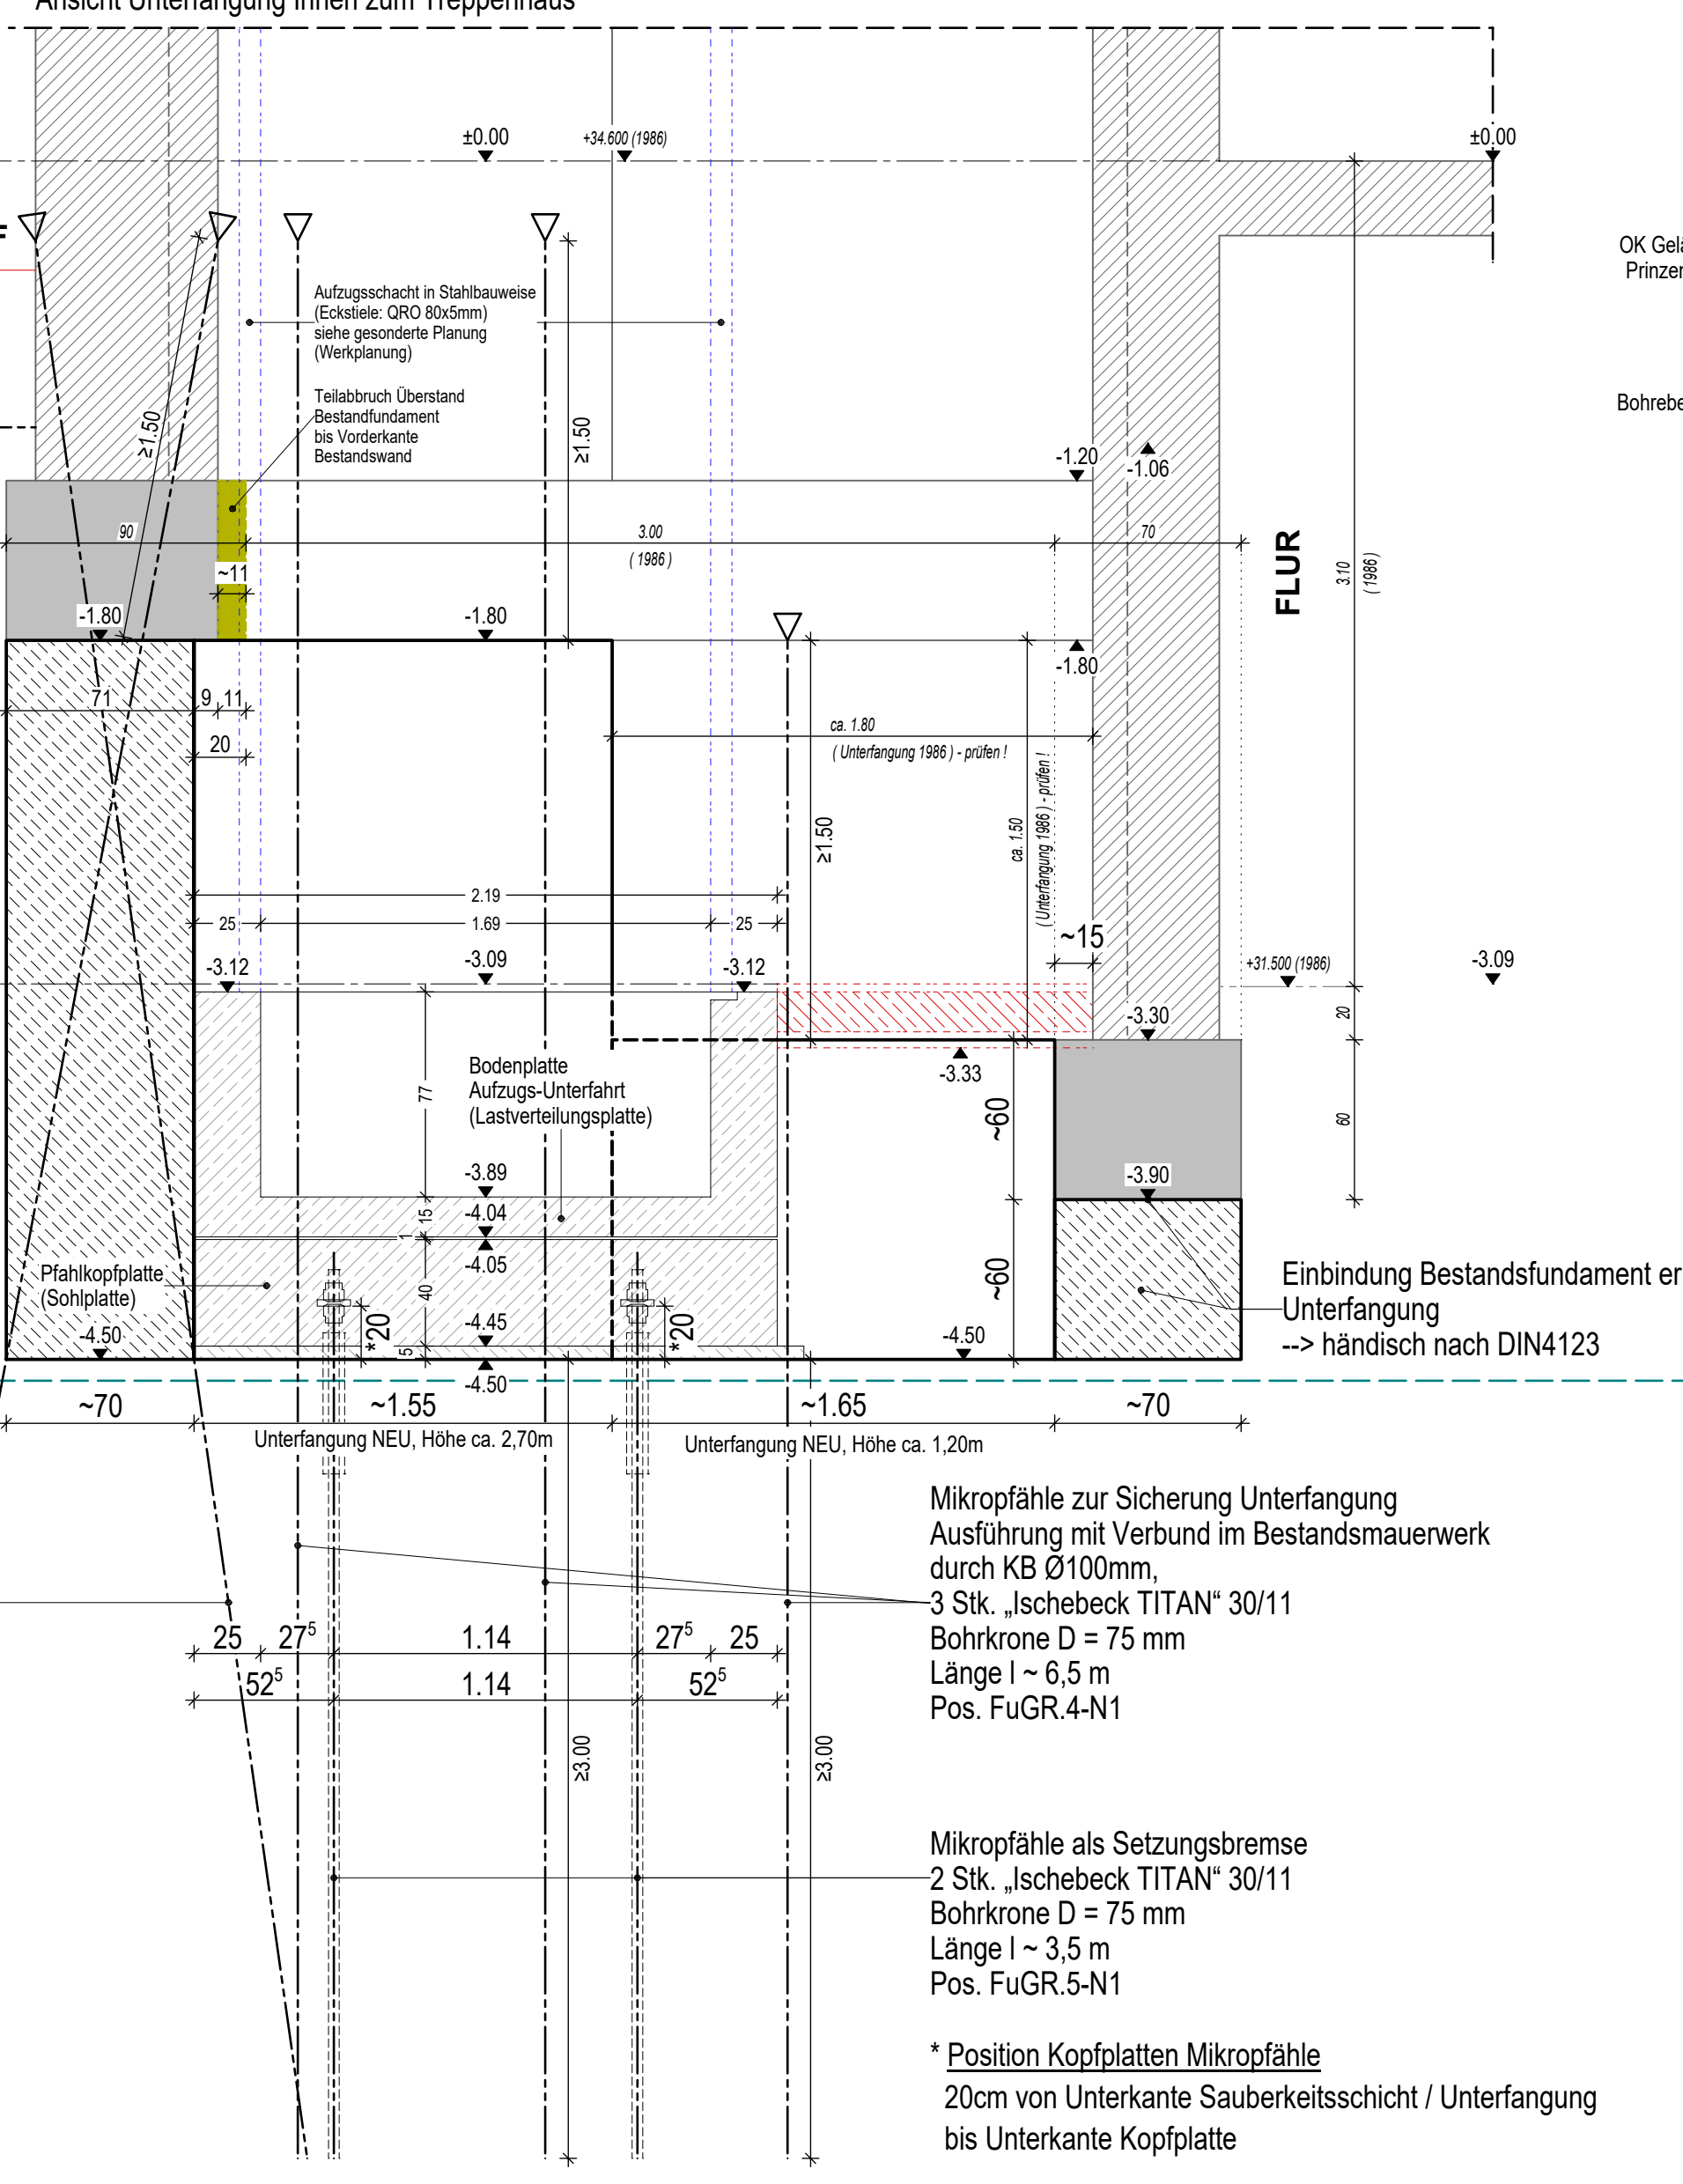 Ansicht Unterfangung Innen zum Treppenhaus
±0.00
+34.600 (1986)
±0.00
OK Gelä
Prinzer
Aufzugsschacht in Stahlbauweise
(Eckstiele: QRO 80x5mm)
siehe gesonderte Planung
(Werkplanung)
Teilabbruch Überstand
Bestandfundament
bis Vorderkante
Bestandswand
≥1.50
≥1.50
Bohrebe
-1.20
-1.06
90
3.00
( 1986 )
70
FLUR
3.10
(1986)
~11
-1.80
-1.80
-1.80
71
9
11
20
ca. 1.80
( Unterfangung 1986 ) - prüfen !
≥1.50
ca. 1.50
( Unterfangung 1986 ) - prüfen !
2.19
25
1.69
25
~15
-3.12
-3.09
-3.12
+31.500 (1986)
-3.09
20
-3.30
-3.33
Bodenplatte
Aufzugs-Unterfahrt
(Lastverteilungsplatte)
77
~60
60
-3.89
-3.90
15
-4.04
1
-4.05
Pfahlkopfplatte
(Sohlplatte)
40
*20
*20
~60
Einbindung Bestandsfundament er
Unterfangung
--> händisch nach DIN4123
-4.50
-4.45
5
-4.50
-4.50
~70
~1.55
~1.65
~70
Unterfangung NEU, Höhe ca. 2,70m
Unterfangung NEU, Höhe ca. 1,20m
Mikropfähle zur Sicherung Unterfangung
Ausführung mit Verbund im Bestandsmauerwerk
durch KB Ø100mm,
3 Stk. „Ischebeck TITAN“ 30/11
Bohrkrone D = 75 mm
Länge l ~ 6,5 m
Pos. FuGR.4-N1
25
27⁵
1.14
27⁵
25
52⁵
1.14
52⁵
≥3.00
≥3.00
Mikropfähle als Setzungsbremse
2 Stk. „Ischebeck TITAN“ 30/11
Bohrkrone D = 75 mm
Länge l ~ 3,5 m
Pos. FuGR.5-N1
* Position Kopfplatten Mikropfähle
20cm von Unterkante Sauberkeitsschicht / Unterfangung
bis Unterkante Kopfplatte